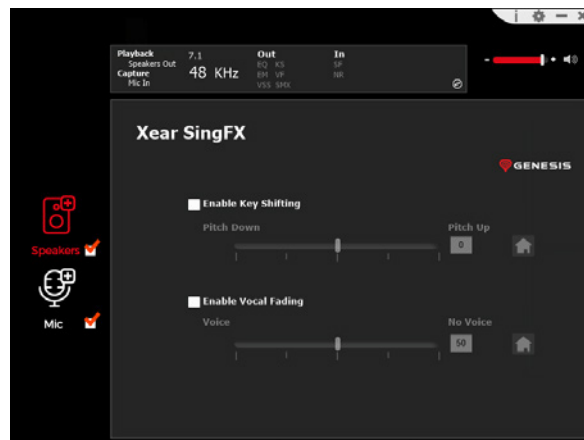 Playback 7.1 Out In
Speakers Out EQ KS SF
Capture 48 KHz EM VF NR
Mic In VSS SMX
Xear SingFX
GENESIS
Enable Key Shifting
Pitch Down Pitch Up
0
Speakers
Enable Vocal Fading
Mic Voice No Voice
50